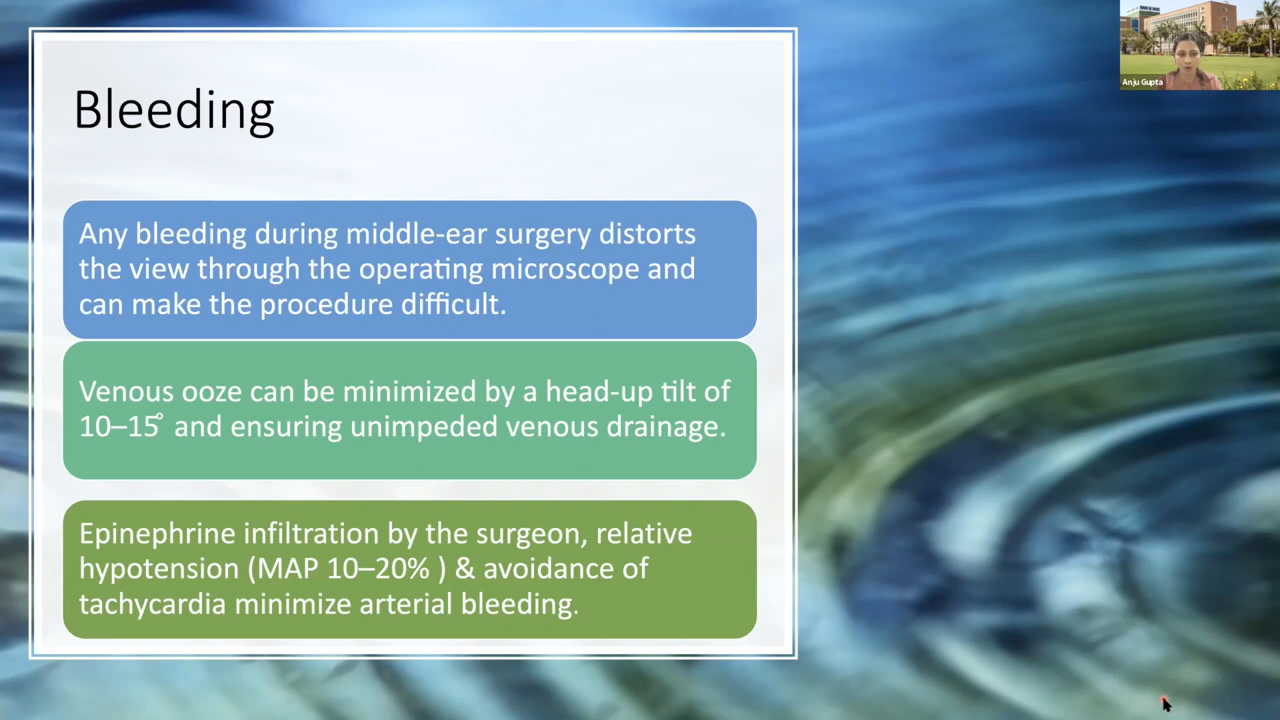 Bleeding
Any bleeding during middle-ear surgery distorts
the view through the operating microscope and
can make the procedure difficult.
Venous ooze can be minimized by a head-up tilt of
10–15° and ensuring unimpeded venous drainage.
Epinephrine infiltration by the surgeon, relative
hypotension (MAP 10–20% ) & avoidance of
tachycardia minimize arterial bleeding.
Anju Gupta